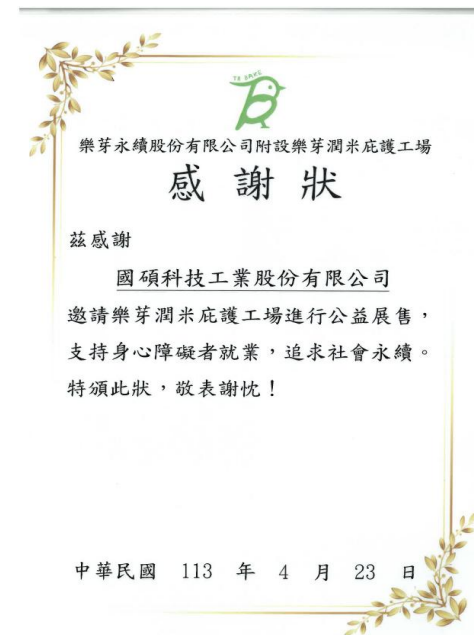 樂芽永續股份有限公司附設樂芽潤米庇護工場
感謝狀
茲感謝
國碩科技工業股份有限公司
邀請樂芽潤米庇護工場進行公益展售，
支持身心障礙者就業，追求社會永續。
特頒此狀，敬表謝忱！
中華民國 113 年 4 月 23 日